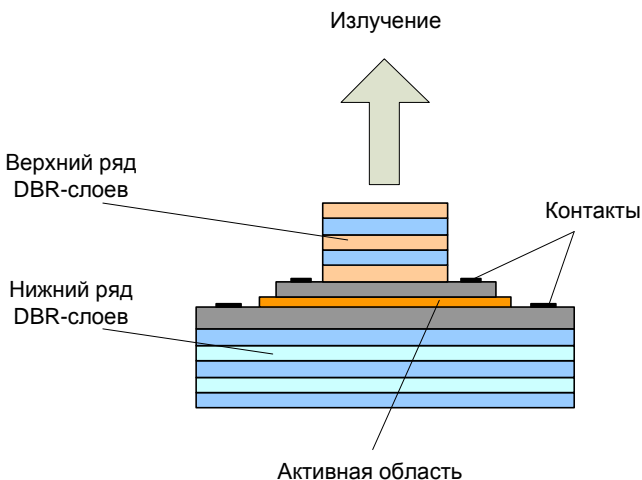 Излучение
Верхний ряд
DBR-слоев
Контакты
Нижний ряд
DBR-слоев
Активная область